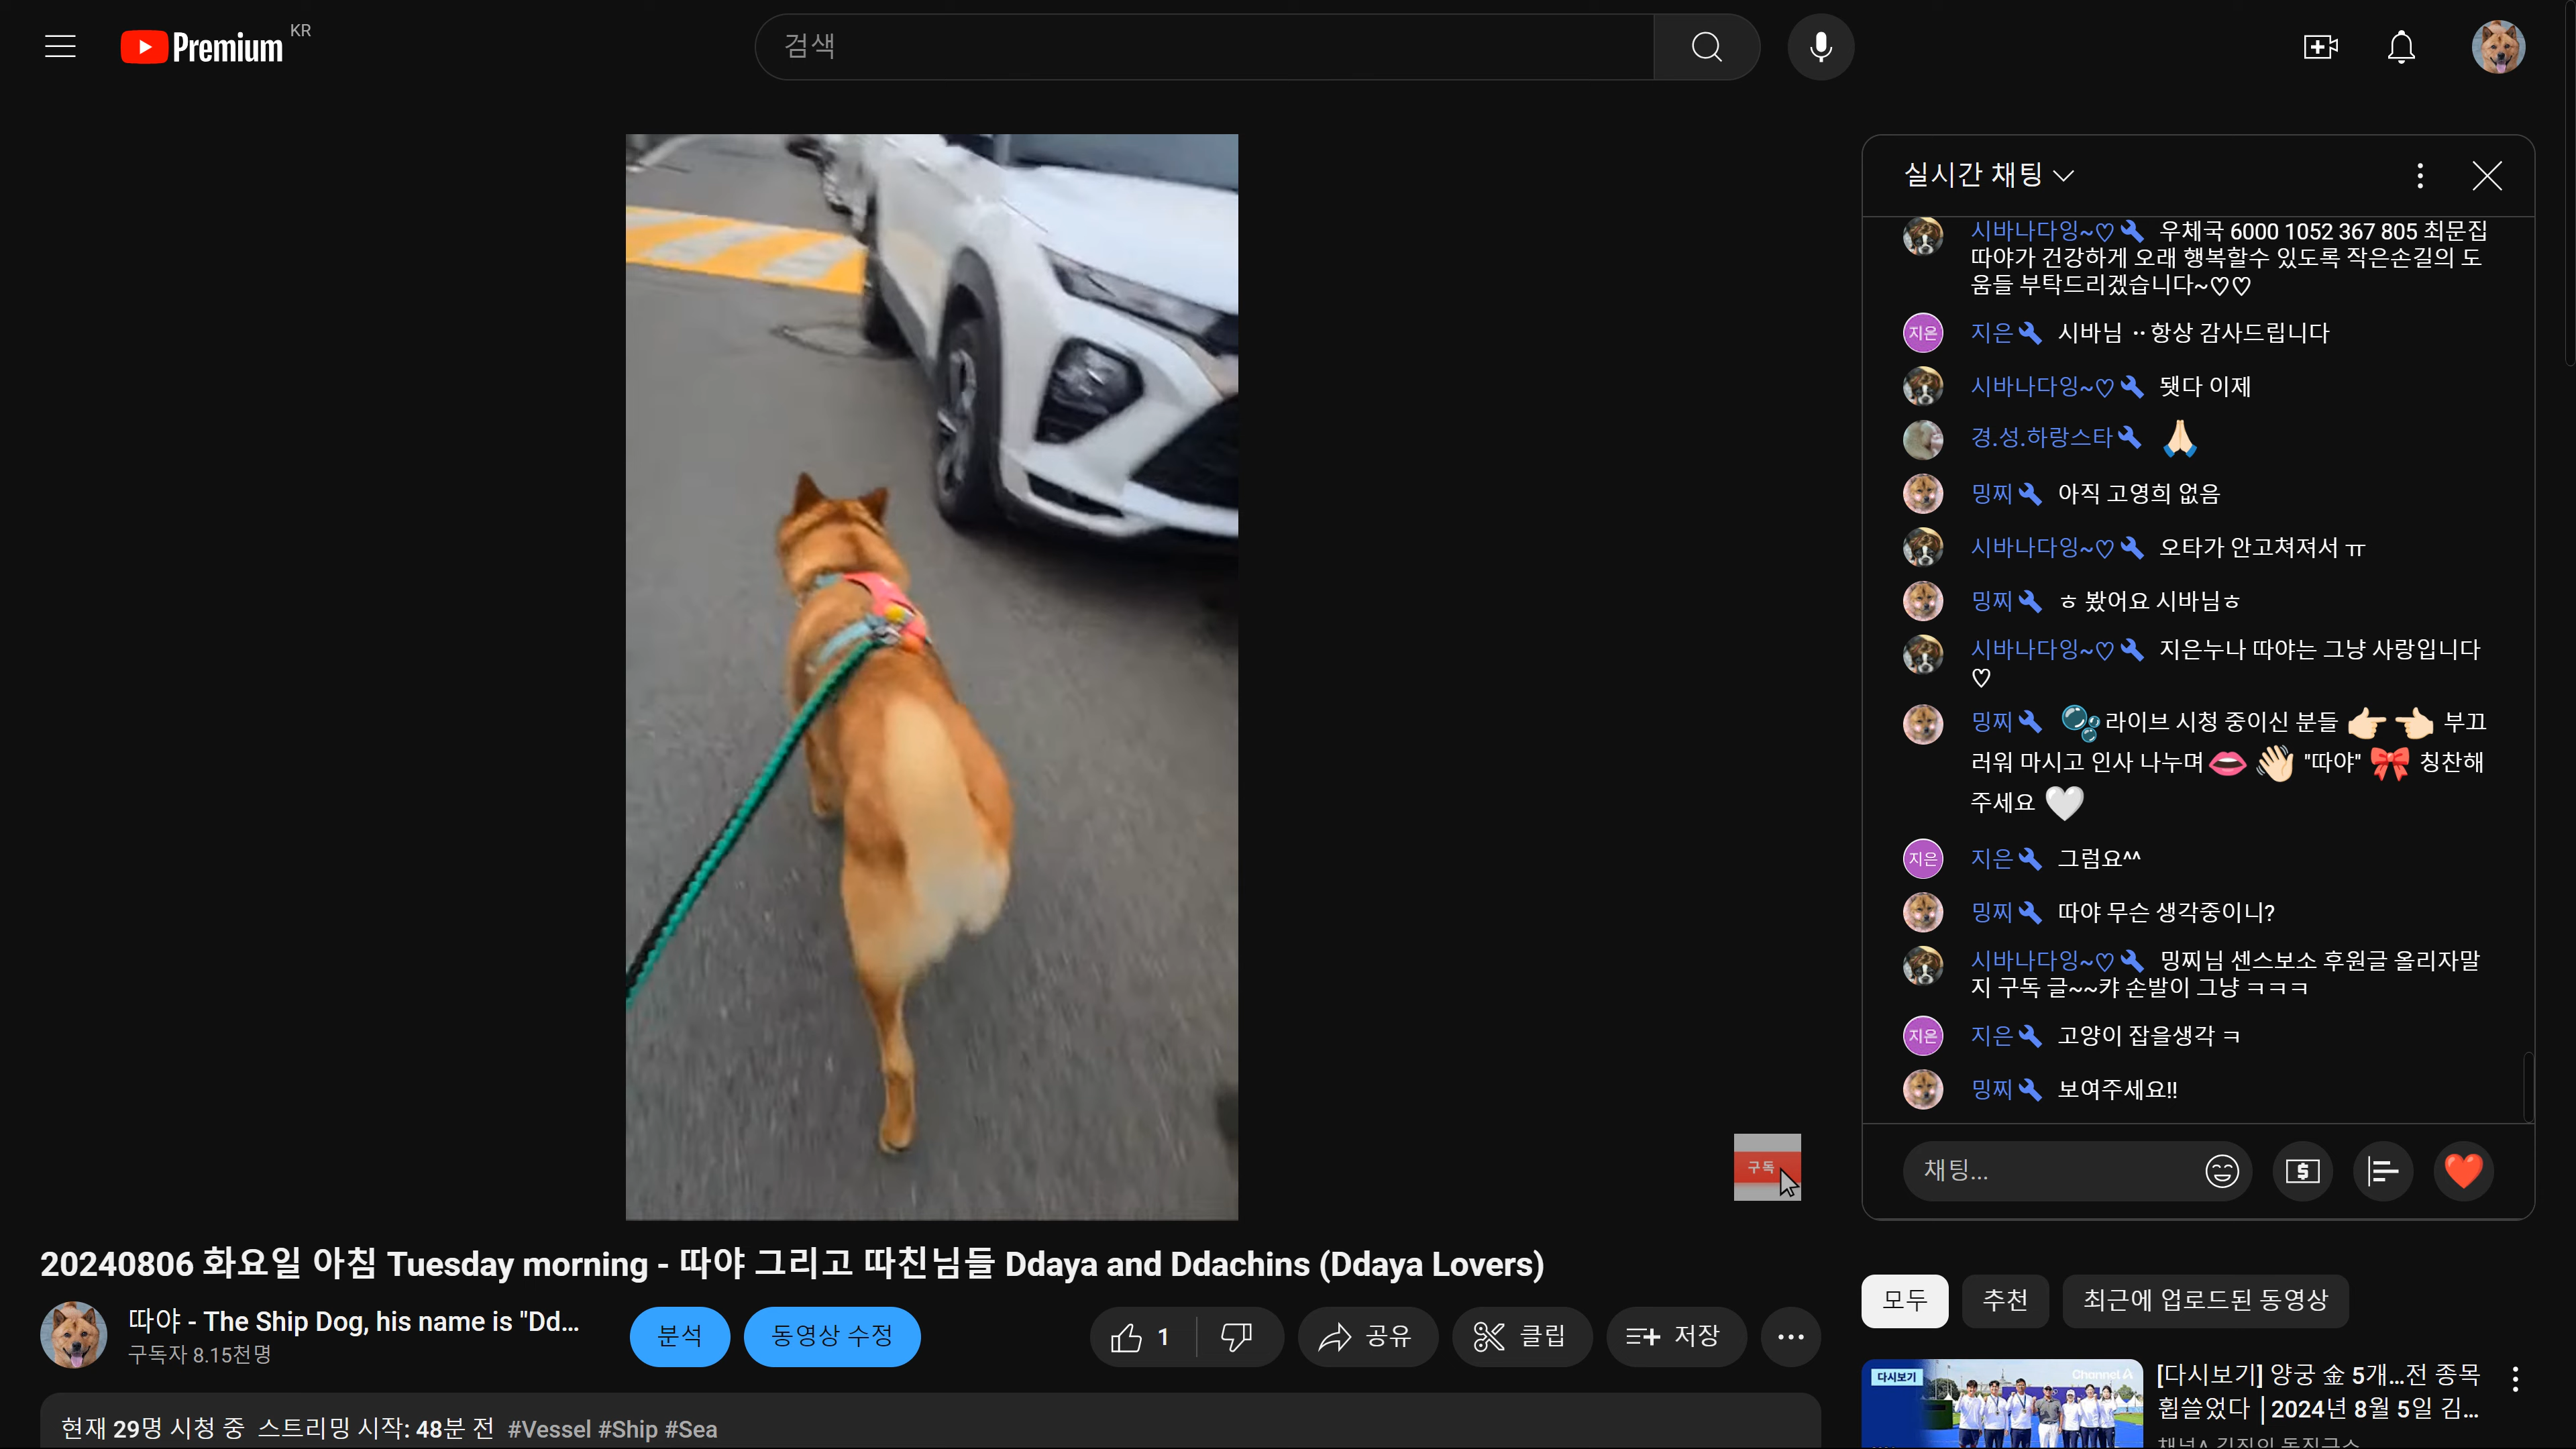 Premium KR
검색
실시간 채팅
시바나다잉~♡ 우체국 6000 1052 367 805 최문집
따야가 건강하게 오래 행복할수 있도록 작은손길의 도
움들 부탁드리겠습니다~♡♡
지은 지은 시바님 ··항상 감사드립니다
시바나다잉~♡ 됏다 이제
경.성.하랑스타 🙏🏻
밍찌 아직 고영희 없음
시바나다잉~♡ 오타가 안고쳐져서 ㅠ
밍찌 ㅎ 봤어요 시바님ㅎ
시바나다잉~♡ 지은누나 따야는 그냥 사랑입니다
♡
밍찌 🫧라이브 시청 중이신 분들 👉🏻👈🏻 부끄
러워 마시고 인사 나누며👄👋🏻 "따야" 🎀 칭찬해
주세요 🤍
지은 지은 그럼요^^
밍찌 따야 무슨 생각중이니?
시바나다잉~♡ 밍찌님 센스보소 후원글 올리자말
지 구독 글~~캬 손발이 그냥 ㅋㅋㅋ
지은 지은 고양이 잡을생각 ㅋ
밍찌 보여주세요!!
구독
채팅...
20240806 화요일 아침 Tuesday morning - 따야 그리고 따친님들 Ddaya and Ddachins (Ddaya Lovers)
따야 - The Ship Dog, his name is "Dd...
구독자 8.15천명
분석 동영상 수정 1 공유 클립 저장
현재 29명 시청 중 스트리밍 시작: 48분 전 #Vessel #Ship #Sea
모두 추천 최근에 업로드된 동영상
다시보기 Channel A
[다시보기] 양궁 金 5개...전 종목
휩쓸었다 | 2024년 8월 5일 김...